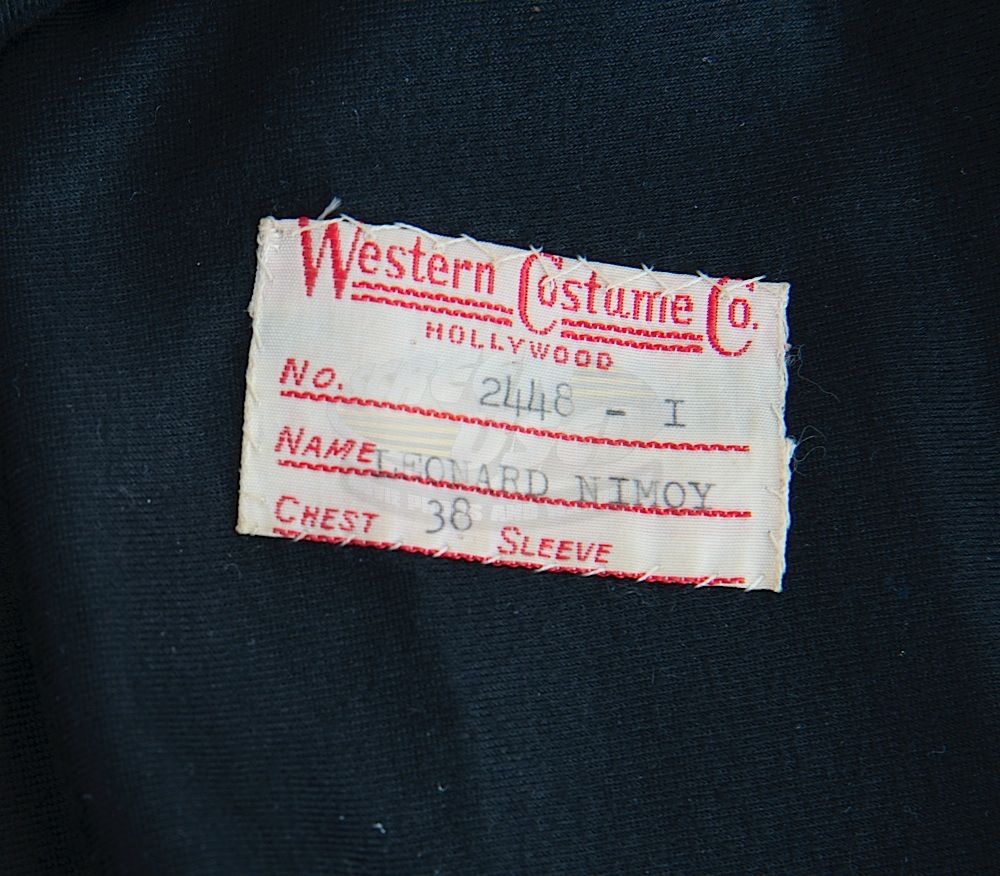 Western Costume Co.
HOLLYWOOD
No. 2448 - I
NAME LEONARD NIMOY
CHEST 38 SLEEVE